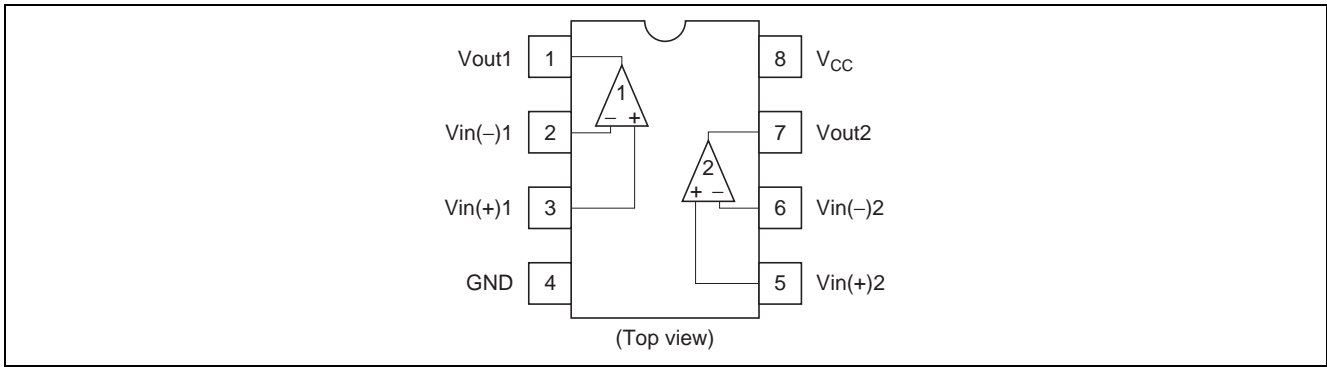 Vout1 1 8 VCC
1
− +
Vin(−)1 2 7 Vout2
2
+ −
Vin(+)1 3 6 Vin(−)2
GND 4 5 Vin(+)2
(Top view)